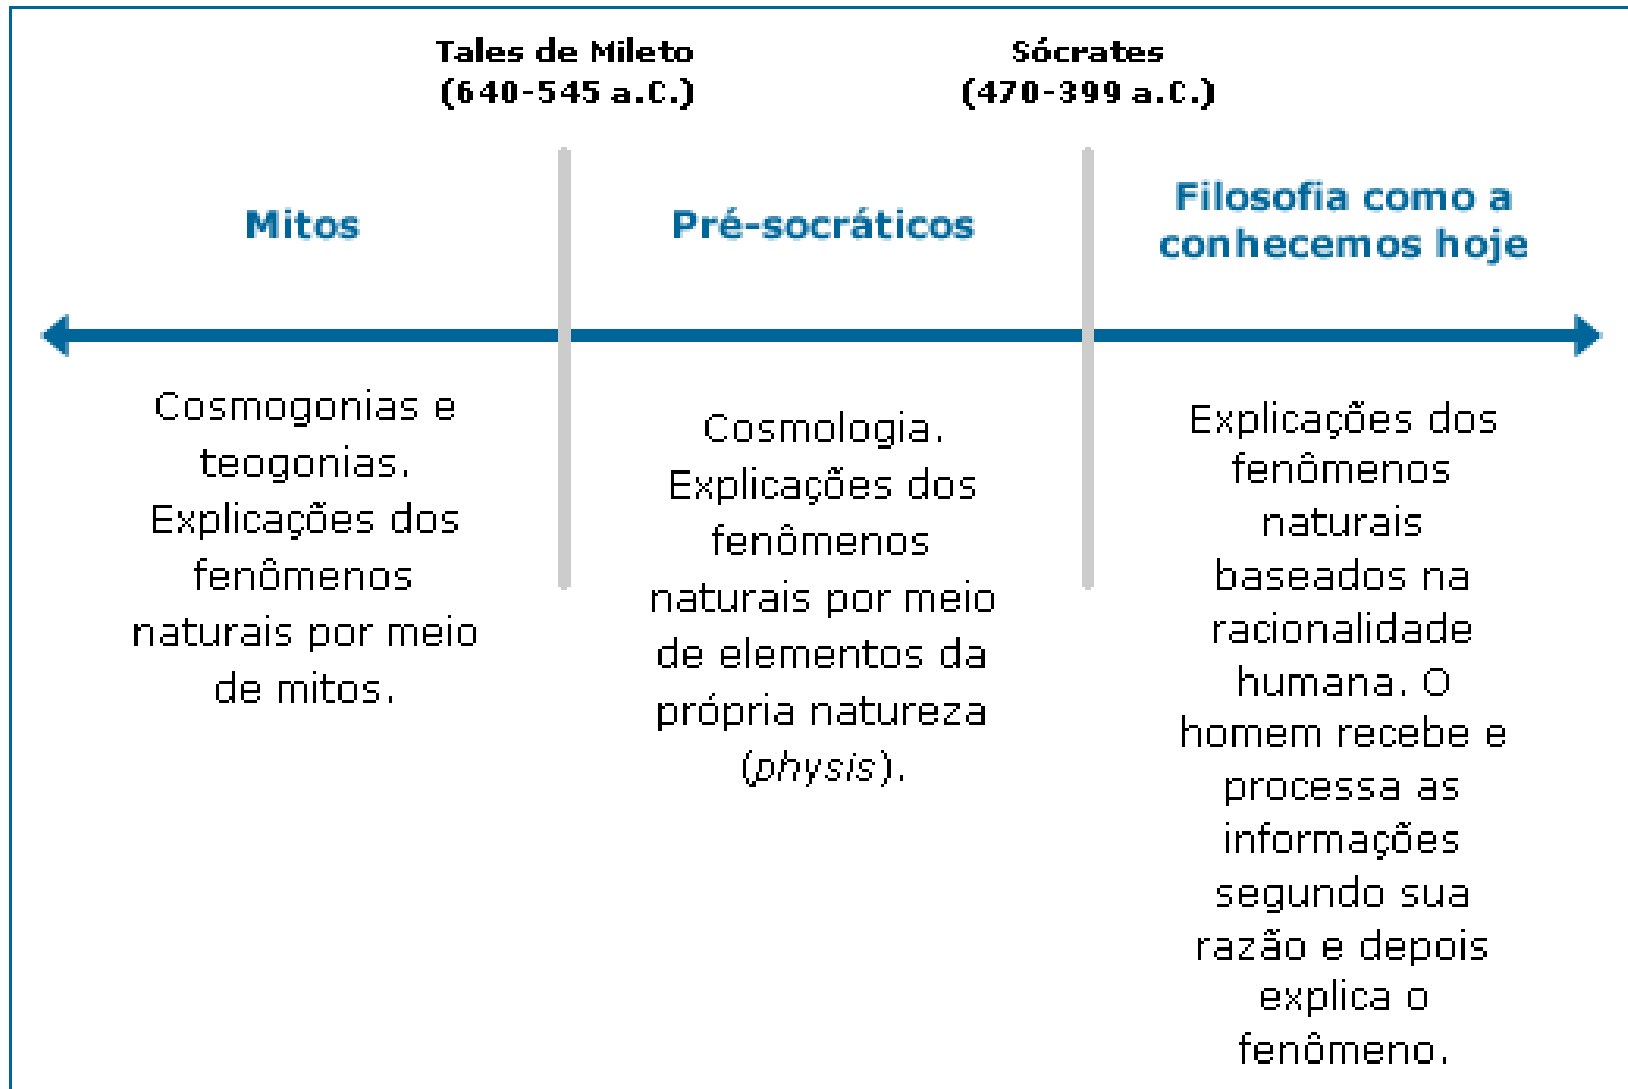 Tales de Mileto
(640-545 a.C.)
Sócrates
(470-399 a.C.)
Mitos
Pré-socráticos
Filosofia como a
conhecemos hoje
Cosmogonias e
teogonias.
Explicações dos
fenômenos
naturais por meio
de mitos.
Cosmologia.
Explicações dos
fenômenos
naturais por meio
de elementos da
própria natureza
(physis).
Explicações dos
fenômenos
naturais
baseados na
racionalidade
humana. O
homem recebe e
processa as
informações
segundo sua
razão e depois
explica o
fenômeno.